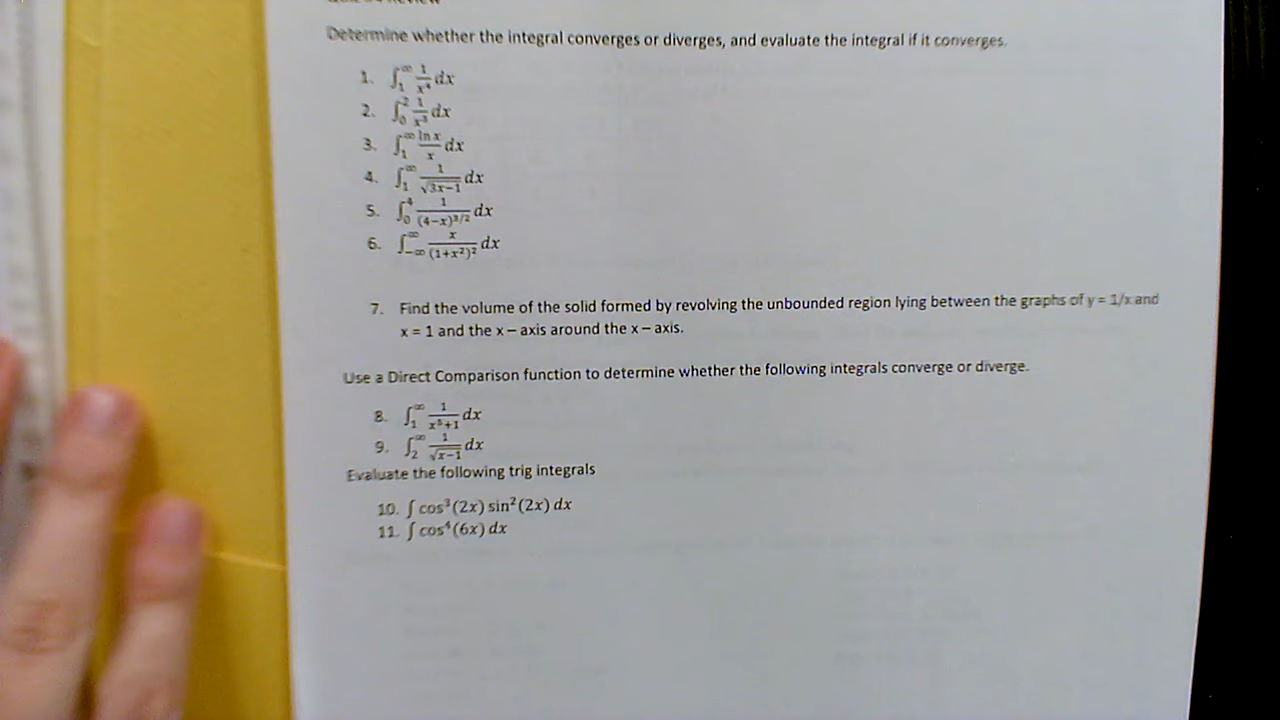 Determine whether the integral converges or diverges, and evaluate the integral if it converges.
1. ∫₁^∞ 1/x⁴ dx
2. ∫₀² 1/x³ dx
3. ∫₁^∞ ln x/x dx
4. ∫₁^∞ 1/√(3x−1) dx
5. ∫₀⁴ 1/(4−x)^(3/2) dx
6. ∫₋∞^∞ x/(1+x²)² dx
7. Find the volume of the solid formed by revolving the unbounded region lying between the graphs of y = 1/x and
x = 1 and the x – axis around the x – axis.
Use a Direct Comparison function to determine whether the following integrals converge or diverge.
8. ∫₁^∞ 1/(x⁵+1) dx
9. ∫₂^∞ 1/√(x−1) dx
Evaluate the following trig integrals
10. ∫ cos³(2x) sin²(2x) dx
11. ∫ cos⁴(6x) dx